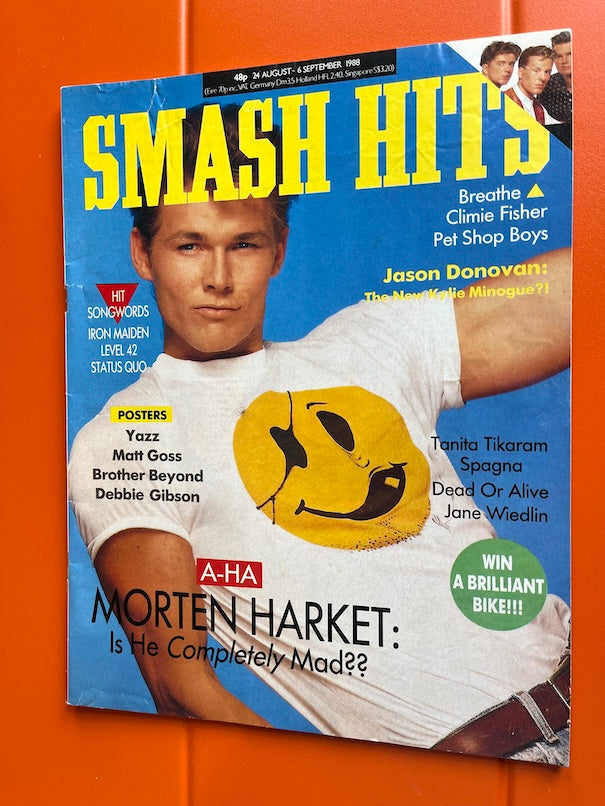 48p 24 AUGUST - 6 SEPTEMBER 1988
(Eire 70p inc. VAT. Germany Dm3.5 Holland HFL 2.40. Singapore S$3.20)
SMASH HITS
Breathe
Climie Fisher
Pet Shop Boys
Jason Donovan:
The New Kylie Minogue?!
HIT
SONGWORDS
IRON MAIDEN
LEVEL 42
STATUS QUO
POSTERS
Yazz
Matt Goss
Brother Beyond
Debbie Gibson
Tanita Tikaram
Spagna
Dead Or Alive
Jane Wiedlin
WIN
A BRILLIANT
BIKE!!!
A-HA
MORTEN HARKET:
Is He Completely Mad??